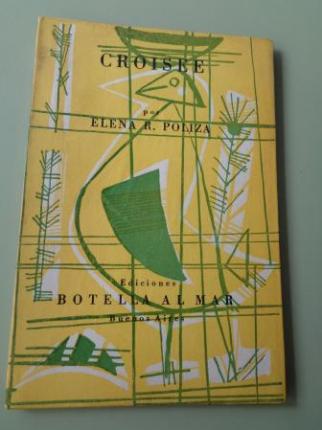 CROISEE
por
ELENA R. POLIZA
Ediciones
BOTELLA AL MAR
Buenos Aires